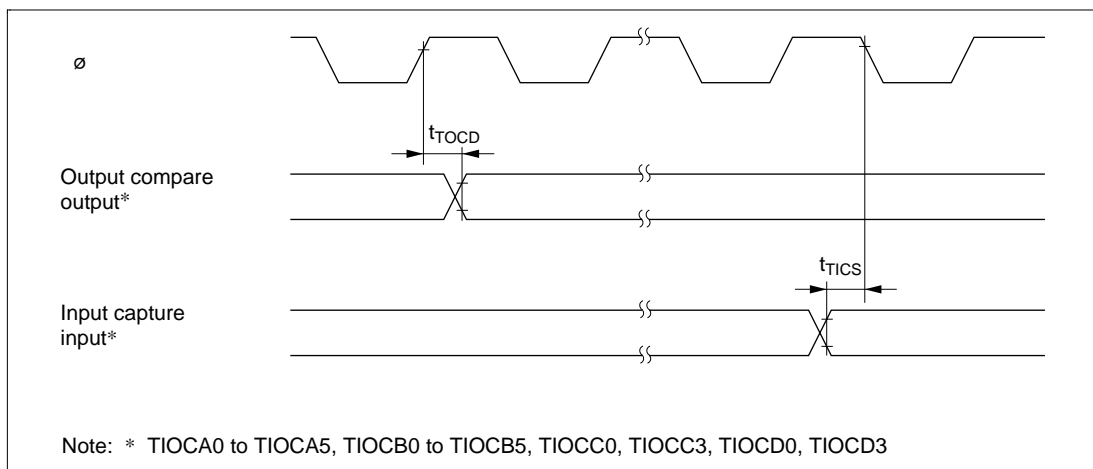 ø
tTOCD
Output compare
output*
tTICS
Input capture
input*
Note: * TIOCA0 to TIOCA5, TIOCB0 to TIOCB5, TIOCC0, TIOCC3, TIOCD0, TIOCD3